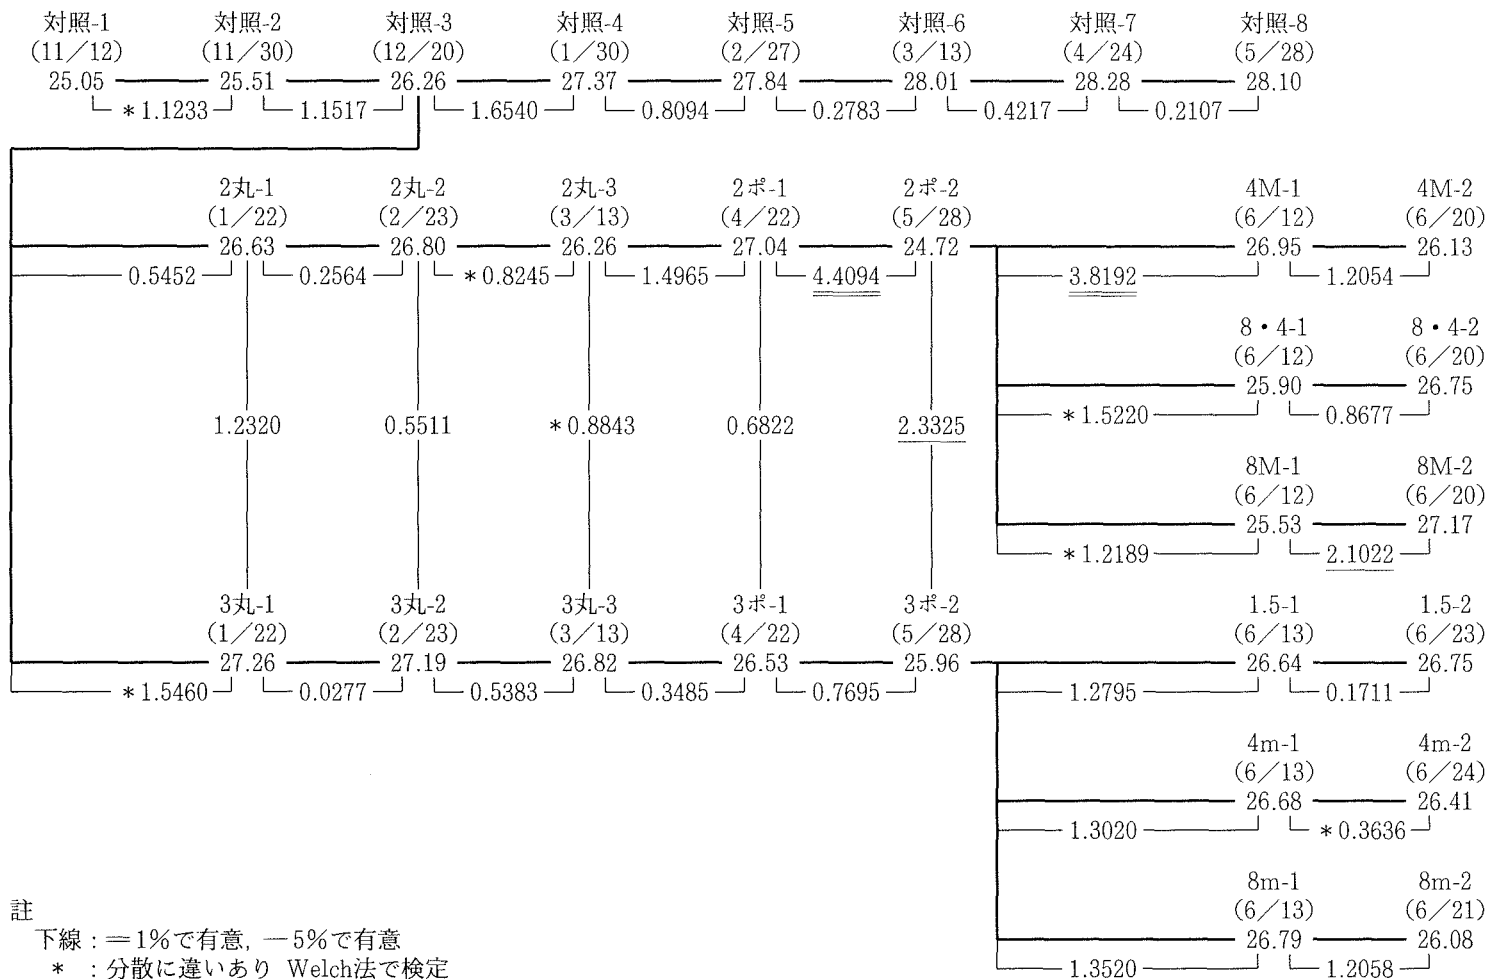 対照-1 対照-2 対照-3 対照-4 対照-5 対照-6 対照-7 対照-8
(11/12) (11/30) (12/20) (1/30) (2/27) (3/13) (4/24) (5/28)
25.05 25.51 26.26 27.37 27.84 28.01 28.28 28.10
*1.1233 1.1517 1.6540 0.8094 0.2783 0.4217 0.2107
2丸-1 2丸-2 2丸-3 2ポ-1 2ポ-2 4M-1 4M-2
(1/22) (2/23) (3/13) (4/22) (5/28) (6/12) (6/20)
26.63 26.80 26.26 27.04 24.72 26.95 26.13
0.5452 0.2564 *0.8245 1.4965 4.4094 3.8192 1.2054
8・4-1 8・4-2
(6/12) (6/20)
25.90 26.75
1.2320 0.5511 *0.8843 0.6822 2.3325 *1.5220 0.8677
8M-1 8M-2
(6/12) (6/20)
25.53 27.17
*1.2189 2.1022
3丸-1 3丸-2 3丸-3 3ポ-1 3ポ-2 1.5-1 1.5-2
(1/22) (2/23) (3/13) (4/22) (5/28) (6/13) (6/23)
27.26 27.19 26.82 26.53 25.96 26.64 26.75
*1.5460 0.0277 0.5383 0.3485 0.7695 1.2795 0.1711
4m-1 4m-2
(6/13) (6/24)
26.68 26.41
1.3020 *0.3636
8m-1 8m-2
(6/13) (6/21)
26.79 26.08
1.3520 1.2058
註
下線:=1%で有意, —5%で有意
* :分散に違いあり Welch法で検定